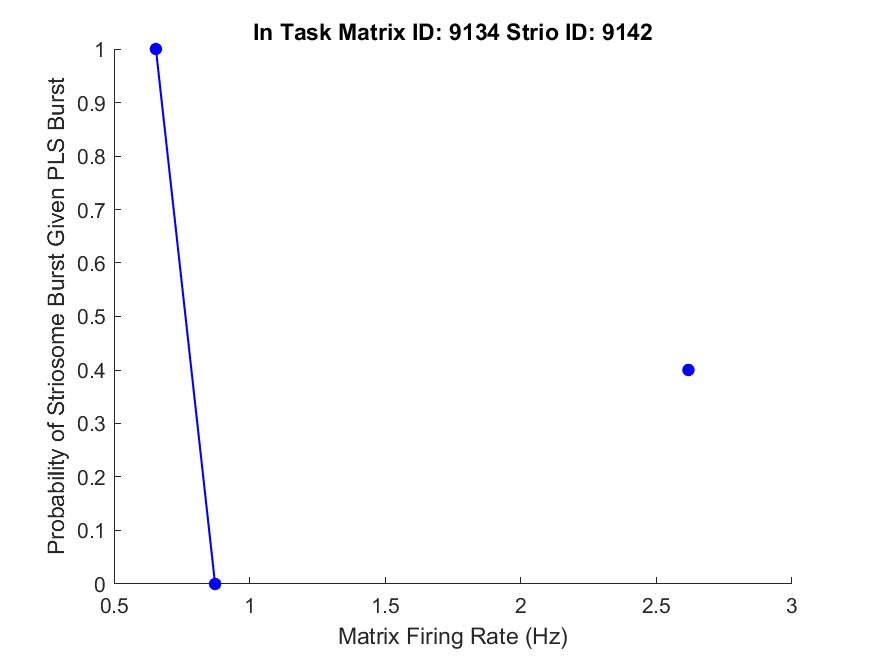 In Task Matrix ID: 9134 Strio ID: 9142
Probability of Striosome Burst Given PLS Burst
1
0.9
0.8
0.7
0.6
0.5
0.4
0.3
0.2
0.1
0
0.5 1 1.5 2 2.5 3
Matrix Firing Rate (Hz)